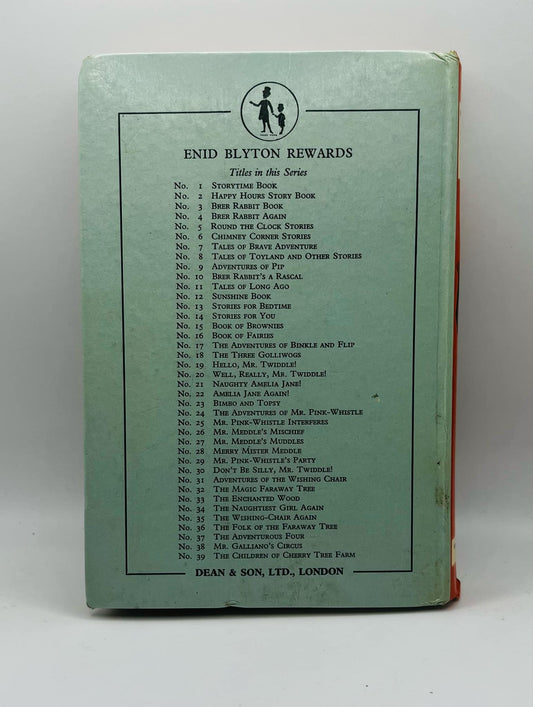 ENID BLYTON REWARDS
Titles in this Series
No. 1 STORYTIME BOOK
No. 2 HAPPY HOURS STORY BOOK
No. 3 BRER RABBIT BOOK
No. 4 BRER RABBIT AGAIN
No. 5 ROUND THE CLOCK STORIES
No. 6 CHIMNEY CORNER STORIES
No. 7 TALES OF BRAVE ADVENTURE
No. 8 TALES OF TOYLAND AND OTHER STORIES
No. 9 ADVENTURES OF PIP
No. 10 BRER RABBIT'S A RASCAL
No. 11 TALES OF LONG AGO
No. 12 SUNSHINE BOOK
No. 13 STORIES FOR BEDTIME
No. 14 STORIES FOR YOU
No. 15 BOOK OF BROWNIES
No. 16 BOOK OF FAIRIES
No. 17 THE ADVENTURES OF BINKLE AND FLIP
No. 18 THE THREE GOLLIWOGS
No. 19 HELLO, MR. TWIDDLE!
No. 20 WELL, REALLY, MR. TWIDDLE!
No. 21 NAUGHTY AMELIA JANE!
No. 22 AMELIA JANE AGAIN!
No. 23 BIMBO AND TOPSY
No. 24 THE ADVENTURES OF MR. PINK-WHISTLE
No. 25 MR. PINK-WHISTLE INTERFERES
No. 26 MR. MEDDLE'S MISCHIEF
No. 27 MR. MEDDLE'S MUDDLES
No. 28 MERRY MISTER MEDDLE
No. 29 MR. PINK-WHISTLE'S PARTY
No. 30 DON'T BE SILLY, MR. TWIDDLE!
No. 31 ADVENTURES OF THE WISHING CHAIR
No. 32 THE MAGIC FARAWAY TREE
No. 33 THE ENCHANTED WOOD
No. 34 THE NAUGHTIEST GIRL AGAIN
No. 35 THE WISHING-CHAIR AGAIN
No. 36 THE FOLK OF THE FARAWAY TREE
No. 37 THE ADVENTUROUS FOUR
No. 38 MR. GALLIANO'S CIRCUS
No. 39 THE CHILDREN OF CHERRY TREE FARM
DEAN & SON, LTD., LONDON